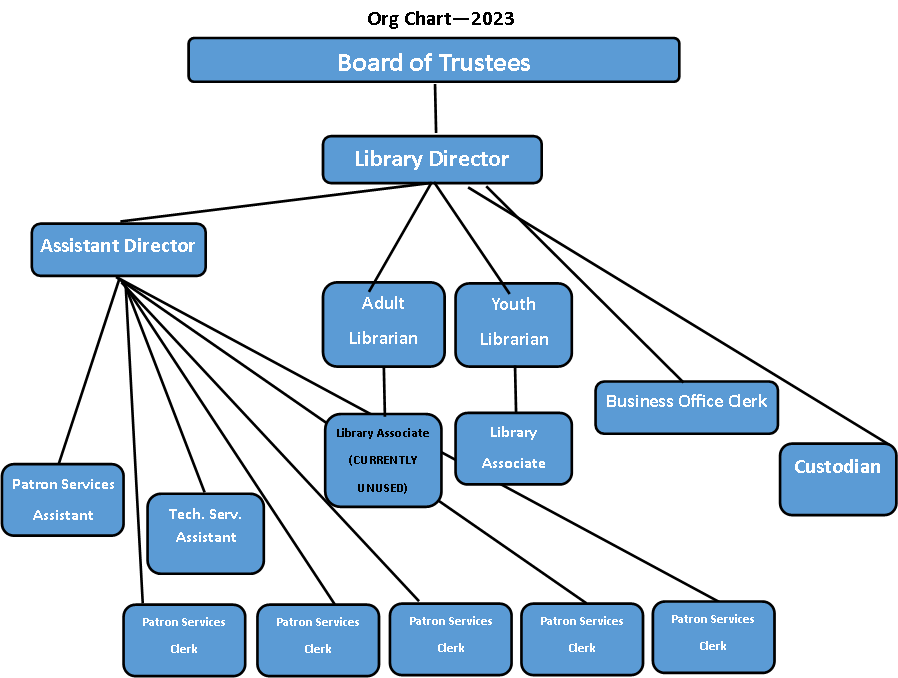 Org Chart—2023
Board of Trustees
Library Director
Assistant Director
Adult
Librarian
Youth
Librarian
Business Office Clerk
Library Associate
(CURRENTLY
UNUSED)
Library
Associate
Custodian
Patron Services
Assistant
Tech. Serv.
Assistant
Patron Services
Clerk
Patron Services
Clerk
Patron Services
Clerk
Patron Services
Clerk
Patron Services
Clerk